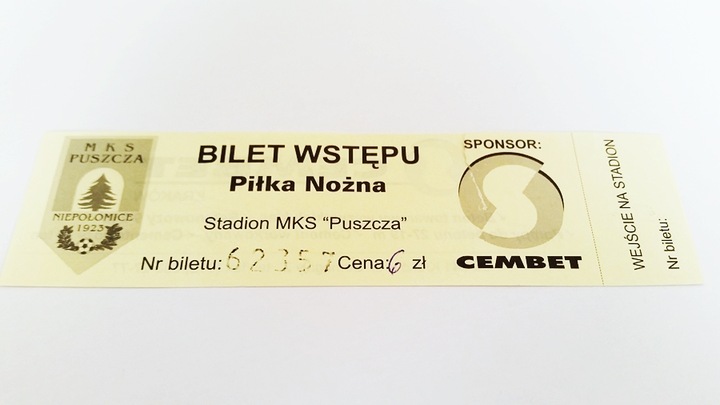 MKS
PUSZCZA
NIEPOŁOMICE
1923
BILET WSTĘPU
Piłka Nożna
Stadion MKS "Puszcza"
Nr biletu: 62357 Cena: 6 zł
SPONSOR:
S
CEMBET
WEJŚCIE NA STADION
Nr biletu: